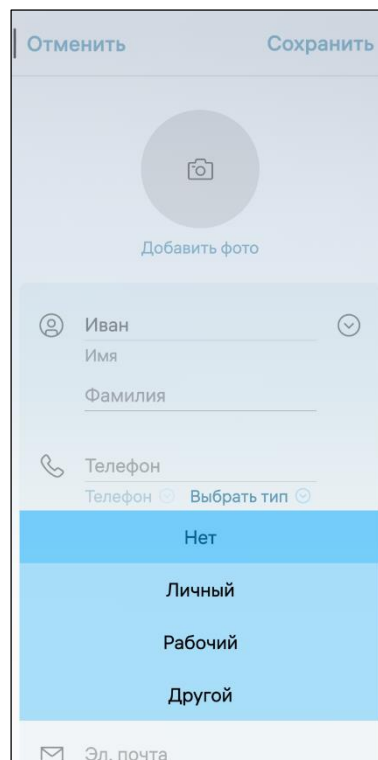 Отменить Сохранить
Добавить фото
Иван
Имя
Фамилия
Телефон
Телефон Выбрать тип
Нет
Личный
Рабочий
Другой
Эл. почта